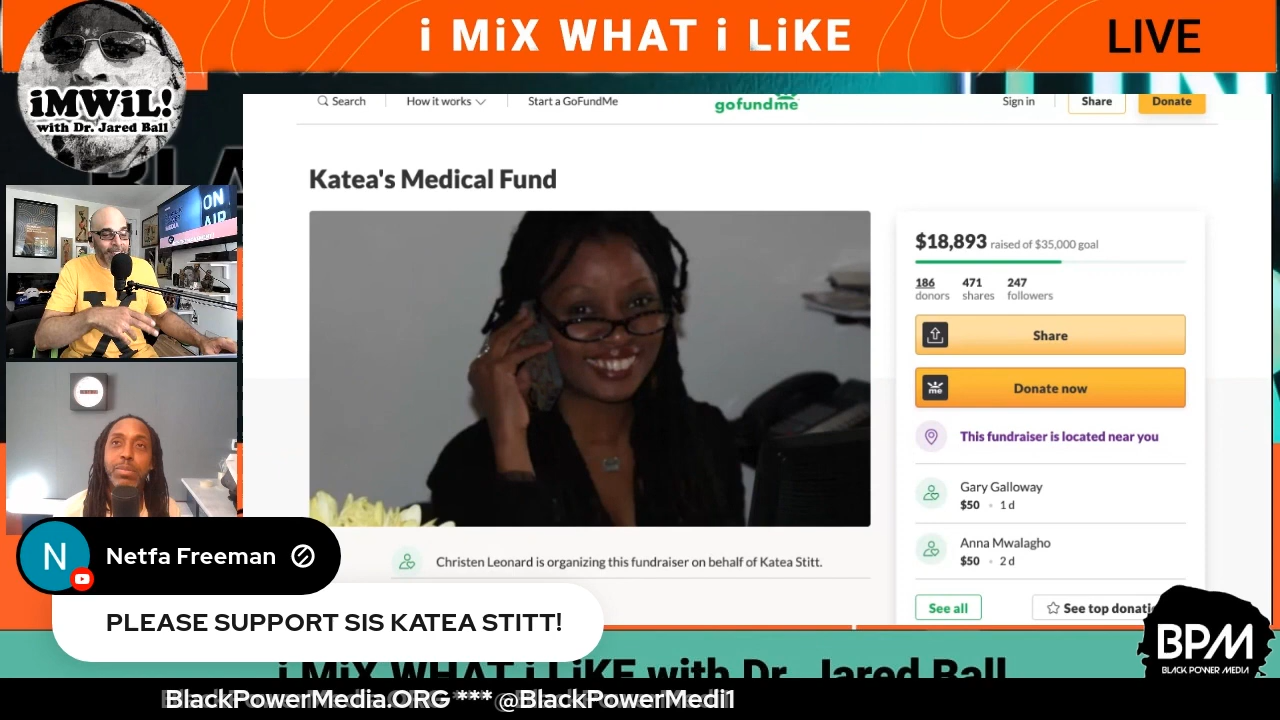 i MiX WHAT i LiKE
LIVE
iMWiL!
with Dr. Jared Ball
ON
AIR
Search
How it works
Start a GoFundMe
gofundme
Sign in
Share
Donate
Katea's Medical Fund
$18,893 raised of $35,000 goal
186 471 247
donors shares followers
Share
me
Donate now
This fundraiser is located near you
Gary Galloway
$50 • 1 d
Anna Mwalagho
$50 • 2 d
See all
See top donatio
Christen Leonard is organizing this fundraiser on behalf of Katea Stitt.
N
Netfa Freeman
PLEASE SUPPORT SIS KATEA STITT!
i MiX WHAT i LiKE with Dr. Jared Ball
BPM
BLACK POWER MEDIA
BlackPowerMedia.ORG *** @BlackPowerMedi1